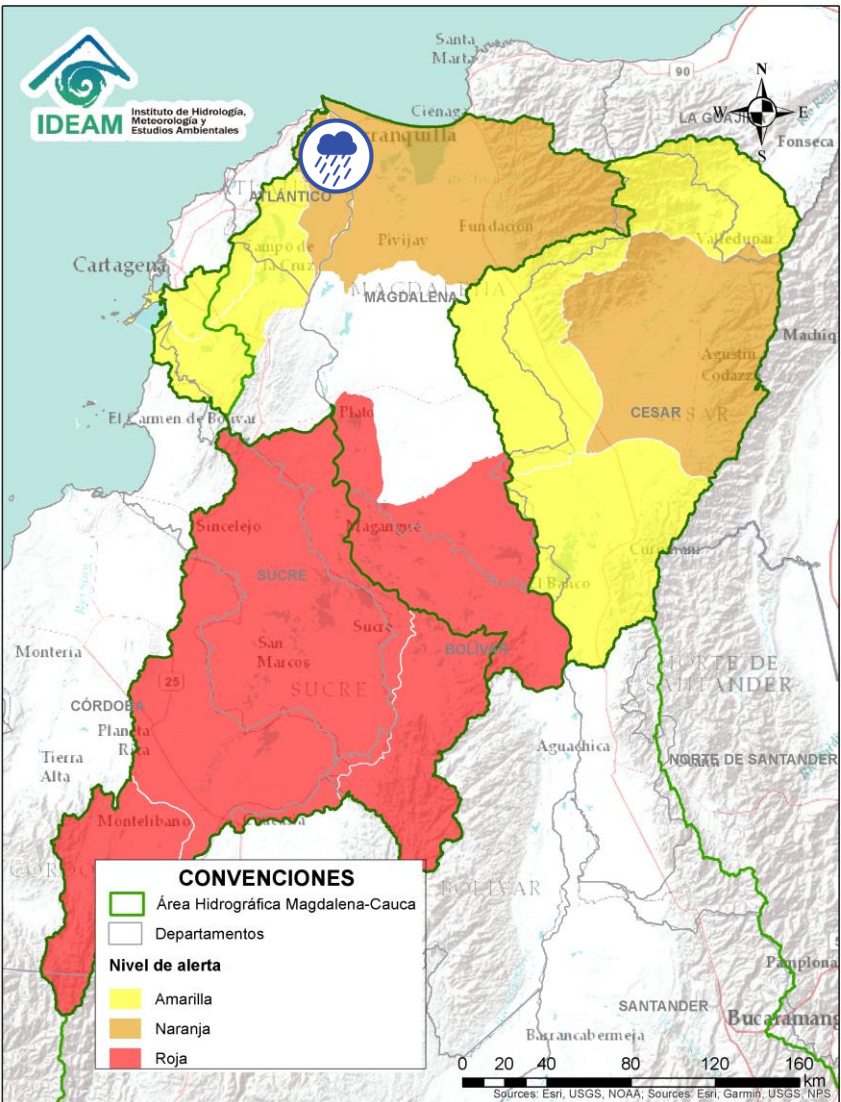 IDEAM
Instituto de Hidrología,
Meteorología y
Estudios Ambientales
Santa
Marta
90
N
W
E
S
LA GUAJIRA
Ciénaga
Fonseca
ATLÁNTICO
Valledupar
Campo de
la Cruz
Pivijay
Fundación
Cartagena
MAGDALENA
MAGDALENA
Agustín
Codazzi
El Carmen de Bolívar
Plato
CESAR
CESAR
Sincelejo
Magangué
SUCRE
El Banco
Sucre
San
Marcos
BOLÍVAR
Montería
SUCRE
25
CÓRDOBA
Planeta
Rica
Tierra
Alta
Aguachica
NORTE DE
SANTANDER
NORTE DE SANTANDER
Montelíbano
BOLÍVAR
CONVENCIONES
Área Hidrográfica Magdalena-Cauca
Departamentos
Nivel de alerta
Amarilla
Naranja
Roja
Pamplona
SANTANDER
Bucaramang
Barrancabermeja
0 20 40 80 120 160
km
Sources: Esri, USGS, NOAA; Sources: Esri, Garmin, USGS, NPS